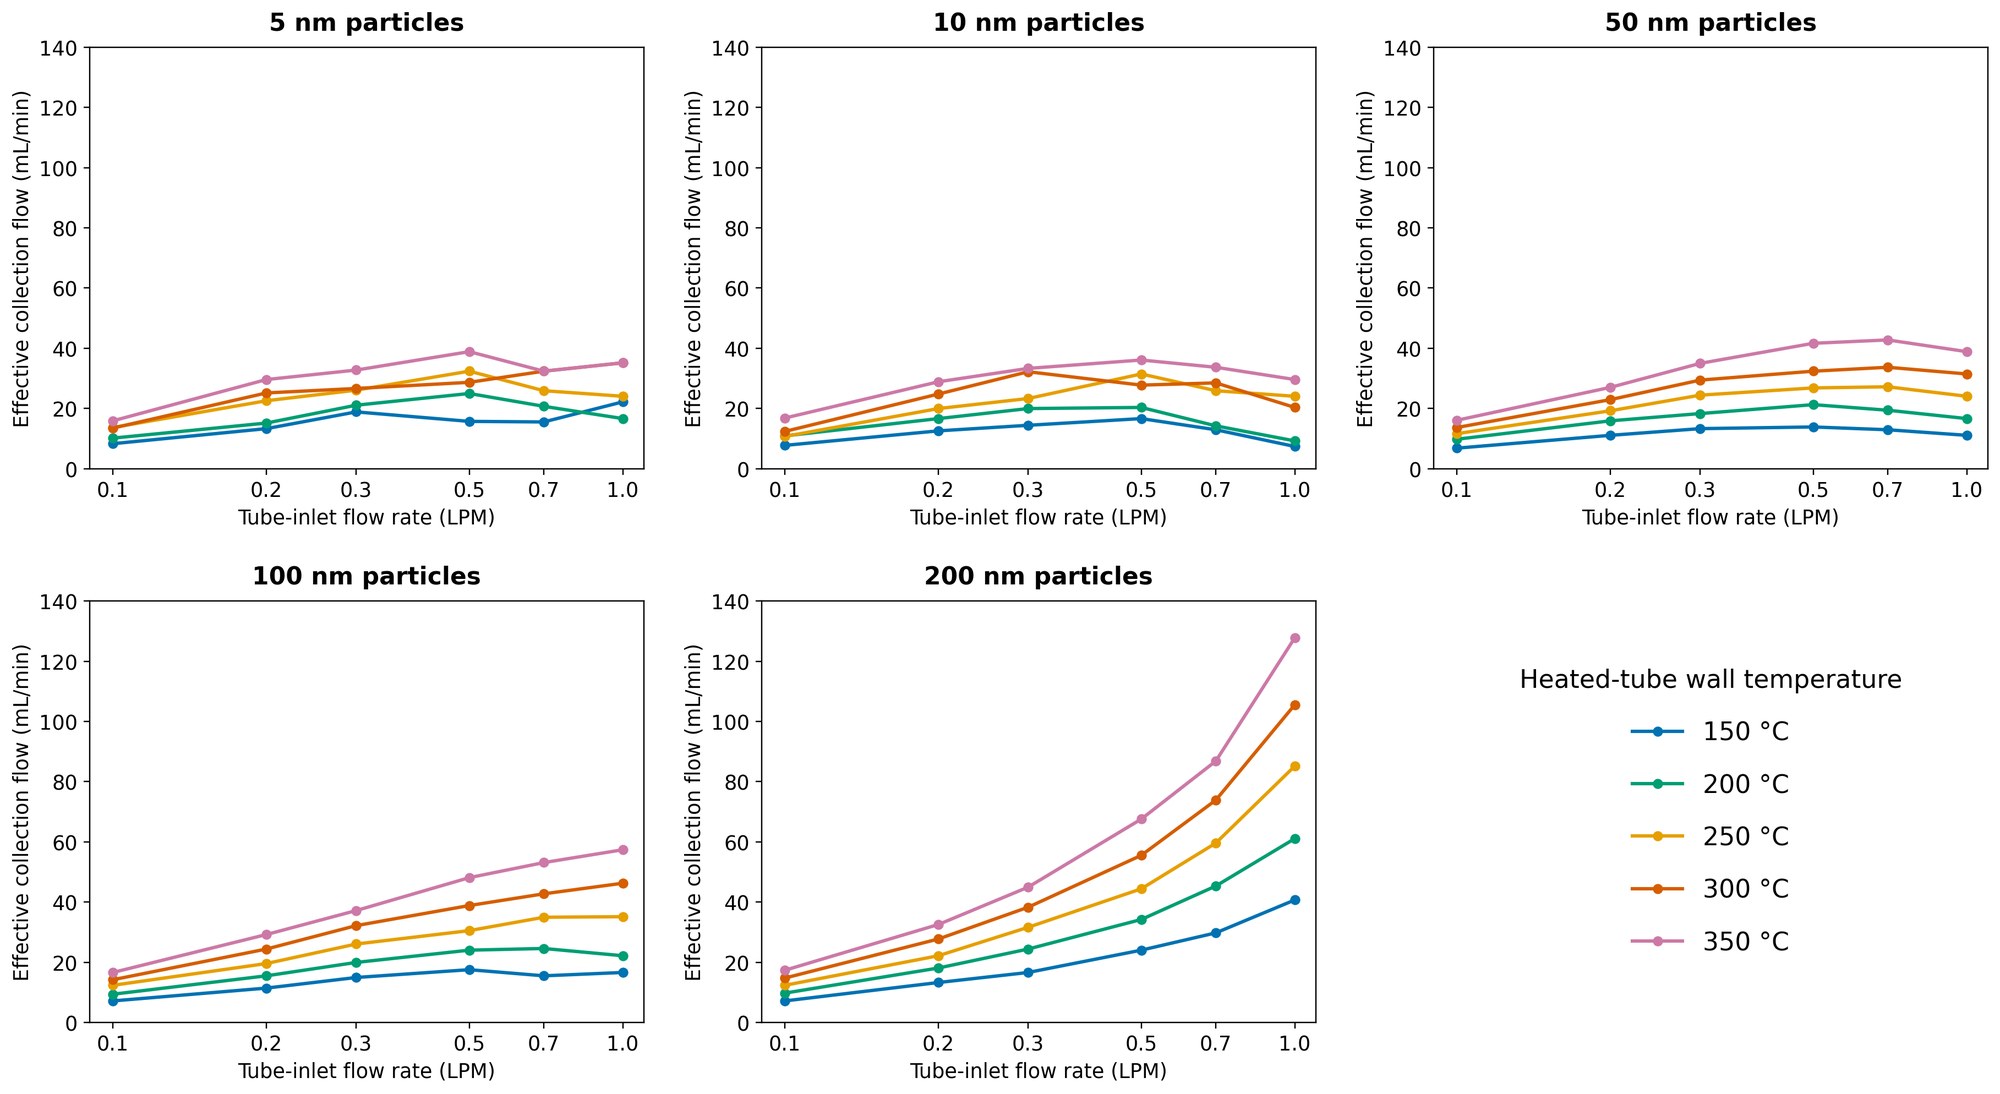 5 nm particles
140
120
100
80
60
40
20
0
Effective collection flow (mL/min)
0.1 0.2 0.3 0.5 0.7 1.0
Tube-inlet flow rate (LPM)
10 nm particles
140
120
100
80
60
40
20
0
Effective collection flow (mL/min)
0.1 0.2 0.3 0.5 0.7 1.0
Tube-inlet flow rate (LPM)
50 nm particles
140
120
100
80
60
40
20
0
Effective collection flow (mL/min)
0.1 0.2 0.3 0.5 0.7 1.0
Tube-inlet flow rate (LPM)
100 nm particles
140
120
100
80
60
40
20
0
Effective collection flow (mL/min)
0.1 0.2 0.3 0.5 0.7 1.0
Tube-inlet flow rate (LPM)
200 nm particles
140
120
100
80
60
40
20
0
Effective collection flow (mL/min)
0.1 0.2 0.3 0.5 0.7 1.0
Tube-inlet flow rate (LPM)
Heated-tube wall temperature
150 °C
200 °C
250 °C
300 °C
350 °C